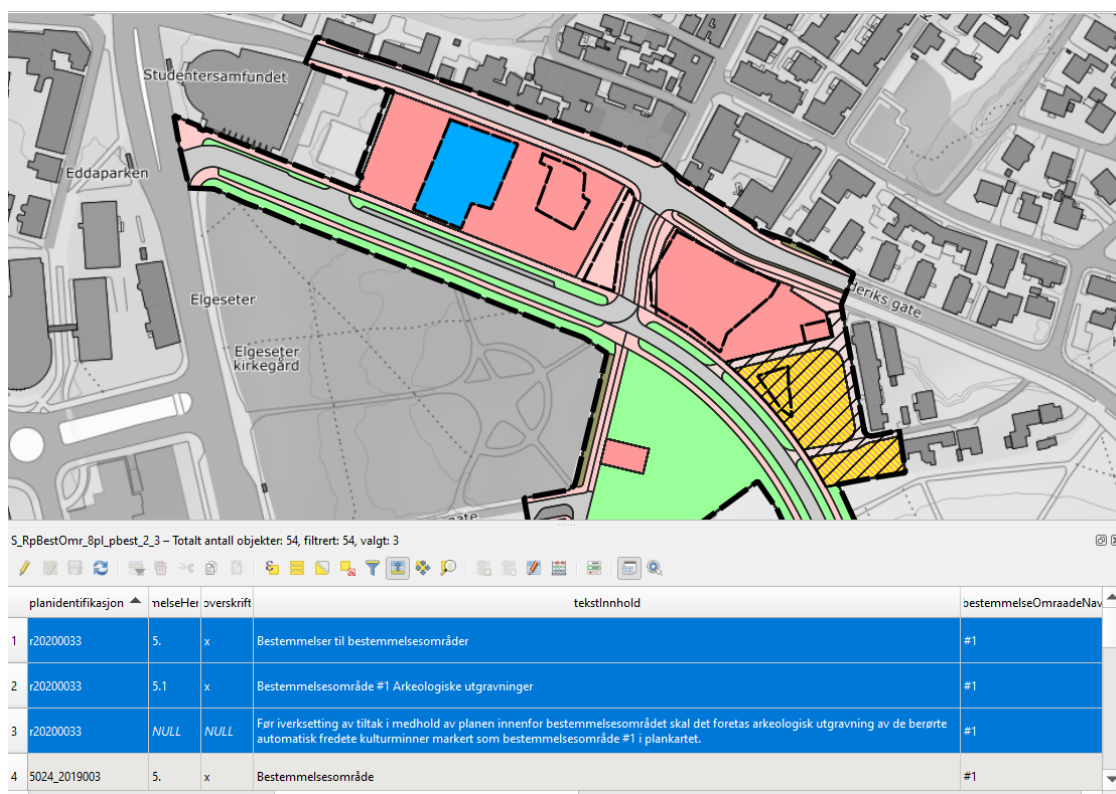 Studentersamfundet
Eddaparken
Elgeseter
Elgeseter
kirkegård
deriks gate
gate
S_RpBestOmr_8pl_pbest_2_3 – Totalt antall objekter: 54, filtrert: 54, valgt: 3
planidentifikasjon nelseHer overskrift tekstInnhold bestemmelseOmraadeNav
1 r20200033 5. x Bestemmelser til bestemmelsesområder #1
2 r20200033 5.1 x Bestemmelsesområde #1 Arkeologiske utgravninger #1
3 r20200033 NULL NULL Før iverksetting av tiltak i medhold av planen innenfor bestemmelsesområdet skal det foretas arkeologisk utgravning av de berørte #1
automatisk fredete kulturminner markert som bestemmelsesområde #1 i plankartet.
4 5024_2019003 5. x Bestemmelsesområde #1